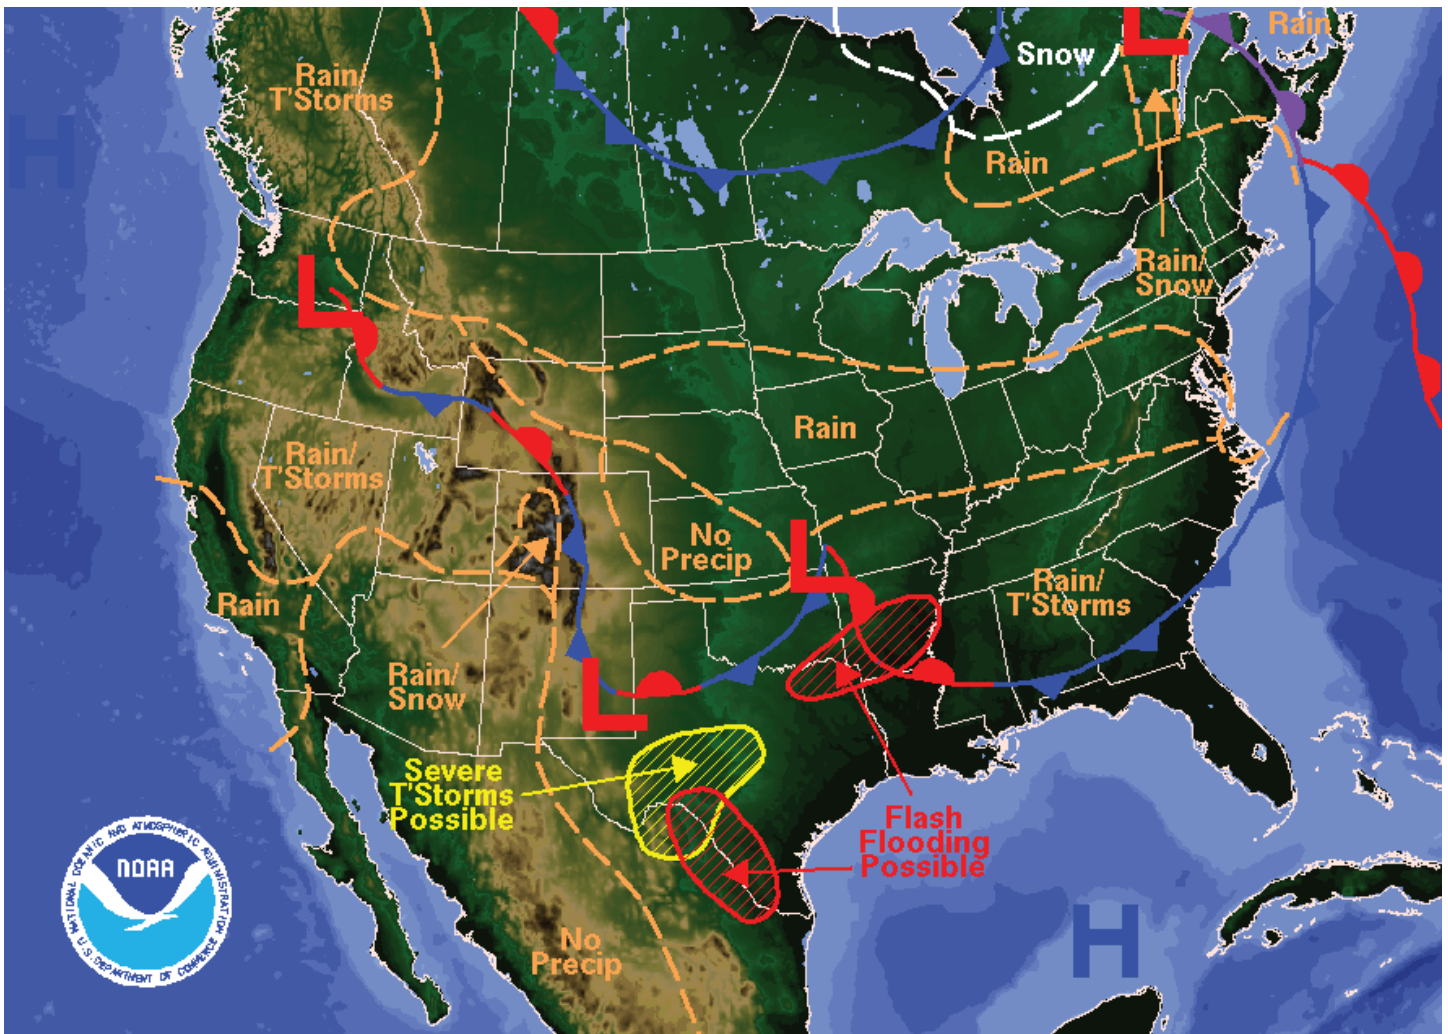 L
Rain
Snow
Rain/
T'Storms
H
Rain
Rain/
Snow
L
Rain
Rain/
T'Storms
No
Precip
L
Rain/
T'Storms
Rain
Rain/
Snow
L
Severe
T'Storms
Possible
Flash
Flooding
Possible
NATIONAL OCEANIC AND ATMOSPHERIC ADMINISTRATION
NOAA
U.S. DEPARTMENT OF COMMERCE
No
Precip
H